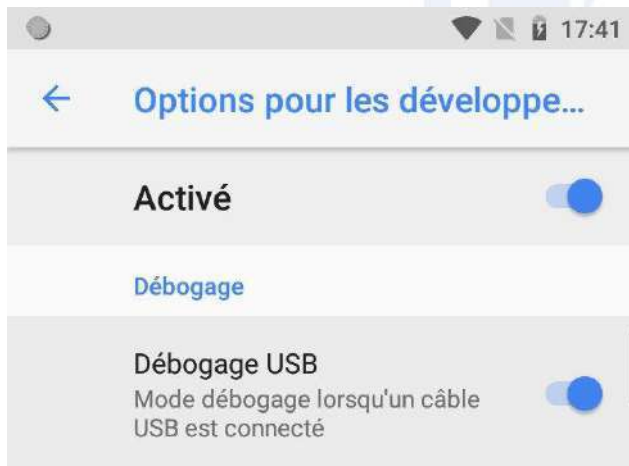 17:41
Options pour les développe...
Activé
Débogage
Débogage USB
Mode débogage lorsqu'un câble
USB est connecté